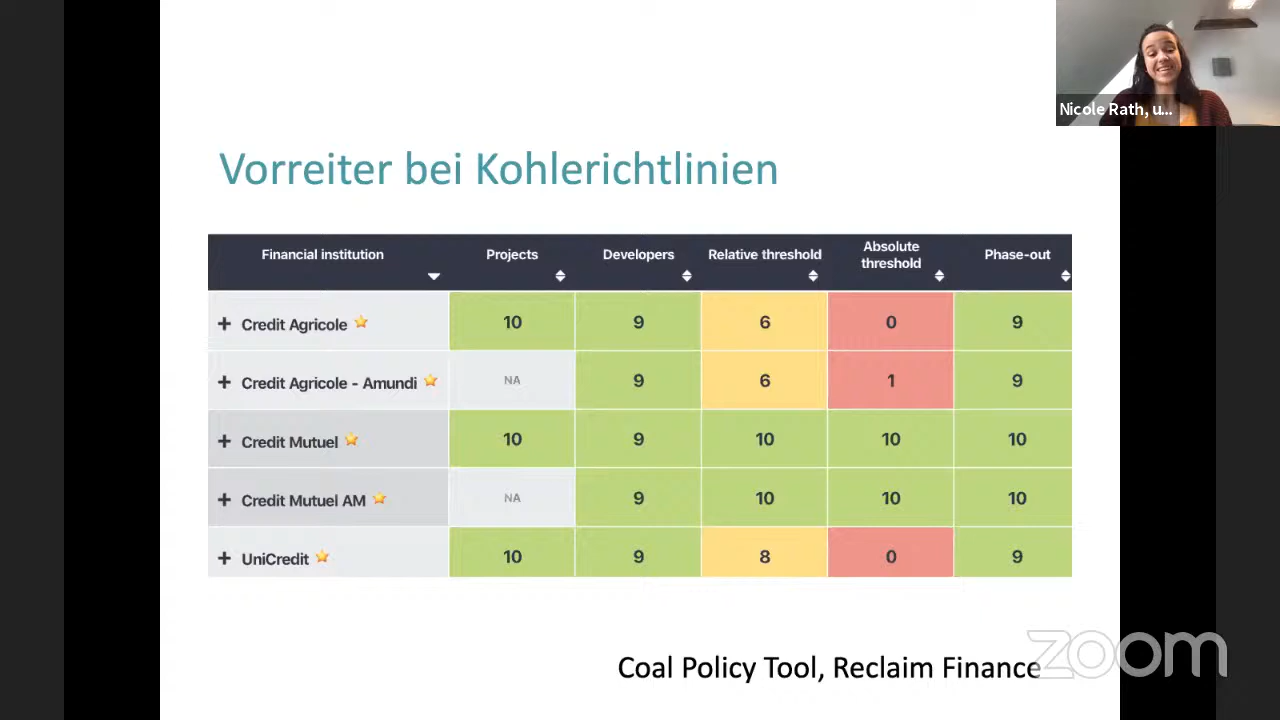 Nicole Rath, u...
Vorreiter bei Kohlerichtlinien
Financial institution Projects Developers Relative threshold Absolute threshold Phase-out
Credit Agricole 10 9 6 0 9
Credit Agricole - Amundi NA 9 6 1 9
Credit Mutuel 10 9 10 10 10
Credit Mutuel AM NA 9 10 10 10
UniCredit 10 9 8 0 9
Coal Policy Tool, Reclaim Finance
zoom